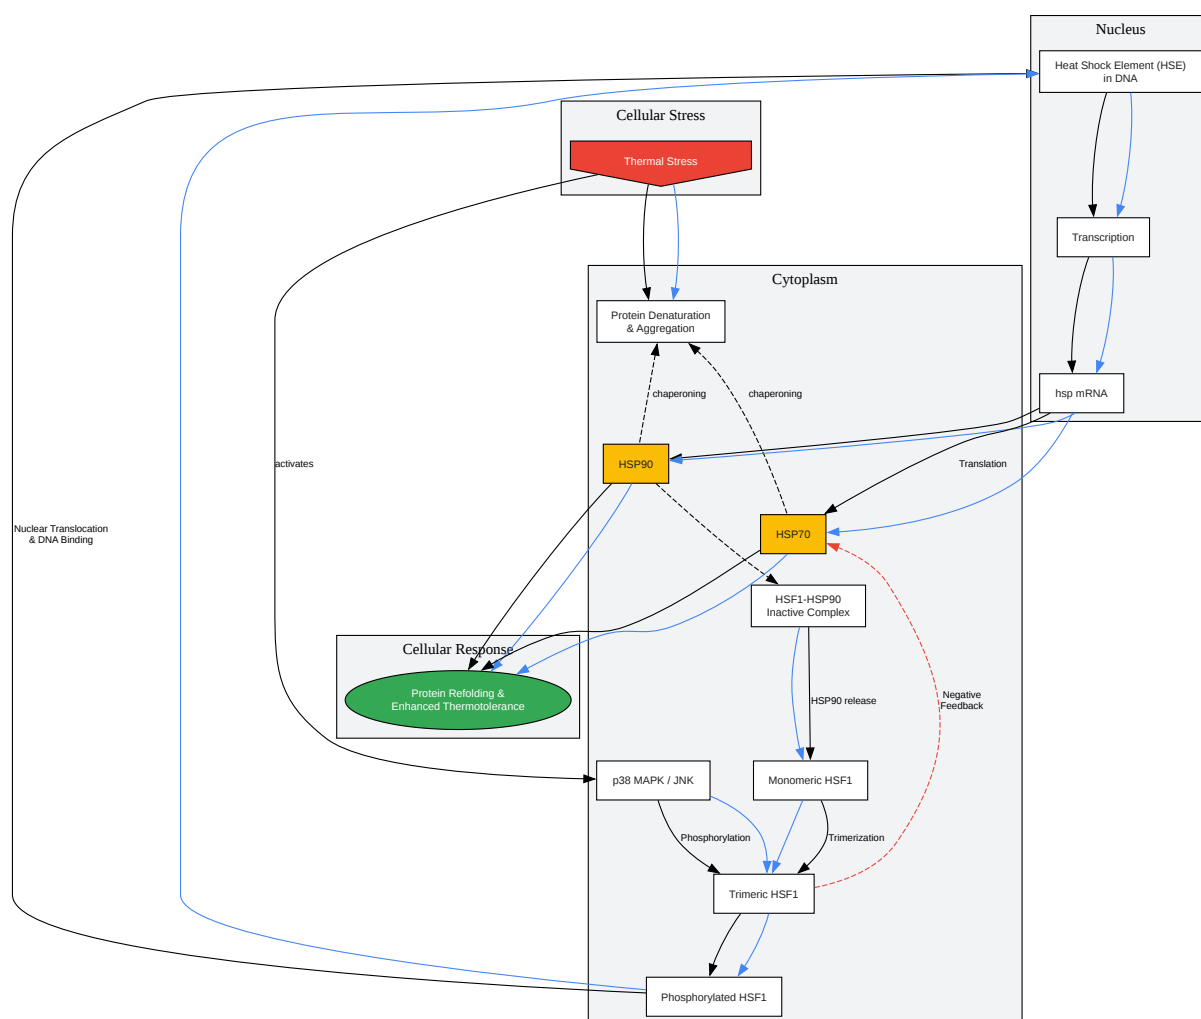 Nucleus
Heat Shock Element (HSE)
in DNA
Cellular Stress
Thermal Stress
Transcription
Cytoplasm
Protein Denaturation
& Aggregation
hsp mRNA
chaperoning
chaperoning
HSP90
Translation
activates
Nuclear Translocation
& DNA Binding
HSP70
HSF1-HSP90
Inactive Complex
Cellular Response
Protein Refolding &
Enhanced Thermotolerance
HSP90 release
Negative
Feedback
p38 MAPK / JNK
Monomeric HSF1
Phosphorylation
Trimerization
Trimeric HSF1
Phosphorylated HSF1